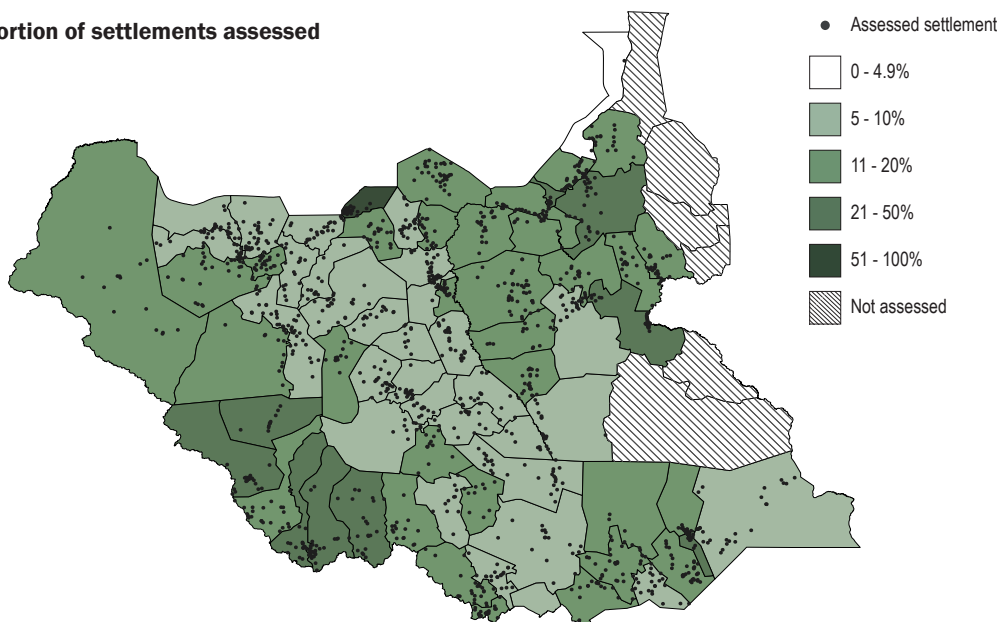 ortion of settlements assessed
Assessed settlement
0 - 4.9%
5 - 10%
11 - 20%
21 - 50%
51 - 100%
Not assessed